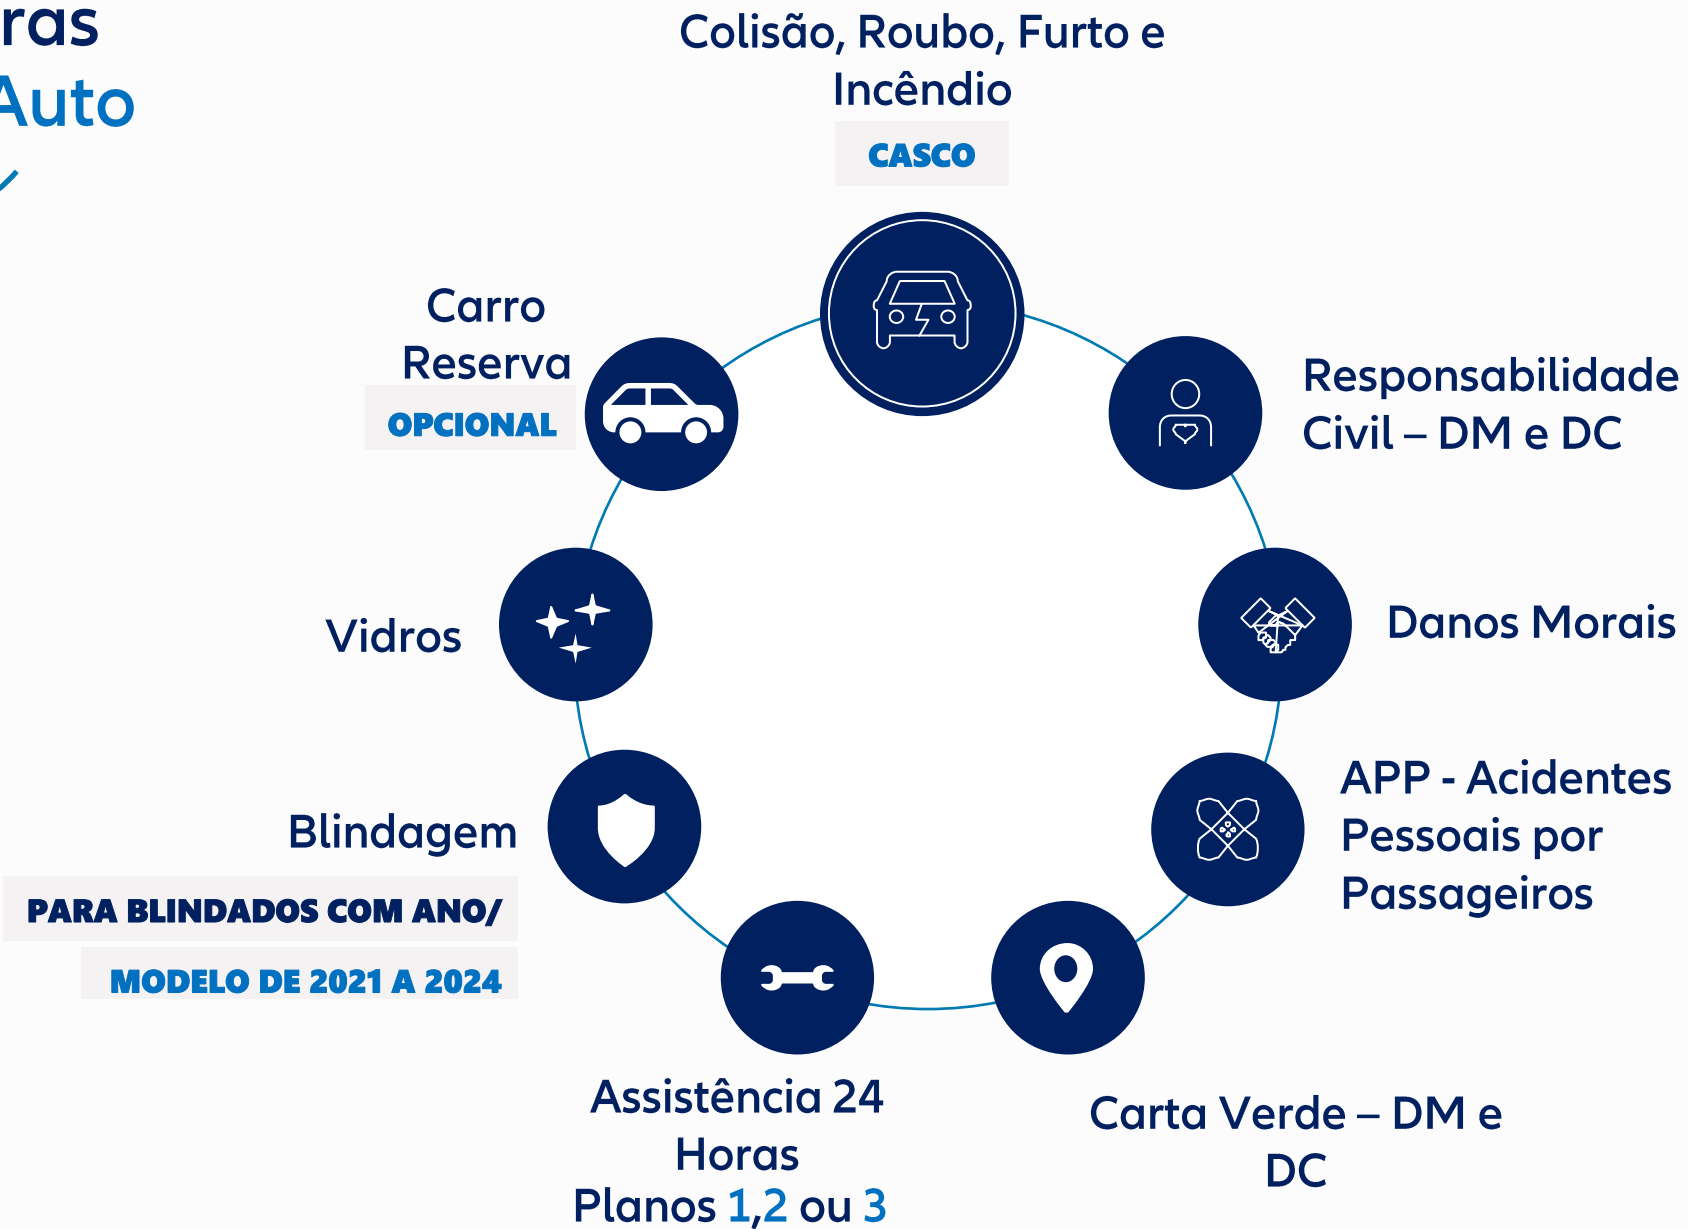 ras
Auto
Colisão, Roubo, Furto e
Incêndio
CASCO
Carro
Reserva
OPCIONAL
Responsabilidade
Civil – DM e DC
Vidros
Danos Morais
Blindagem
PARA BLINDADOS COM ANO/
MODELO DE 2021 A 2024
APP - Acidentes
Pessoais por
Passageiros
Assistência 24
Horas
Planos 1,2 ou 3
Carta Verde – DM e
DC